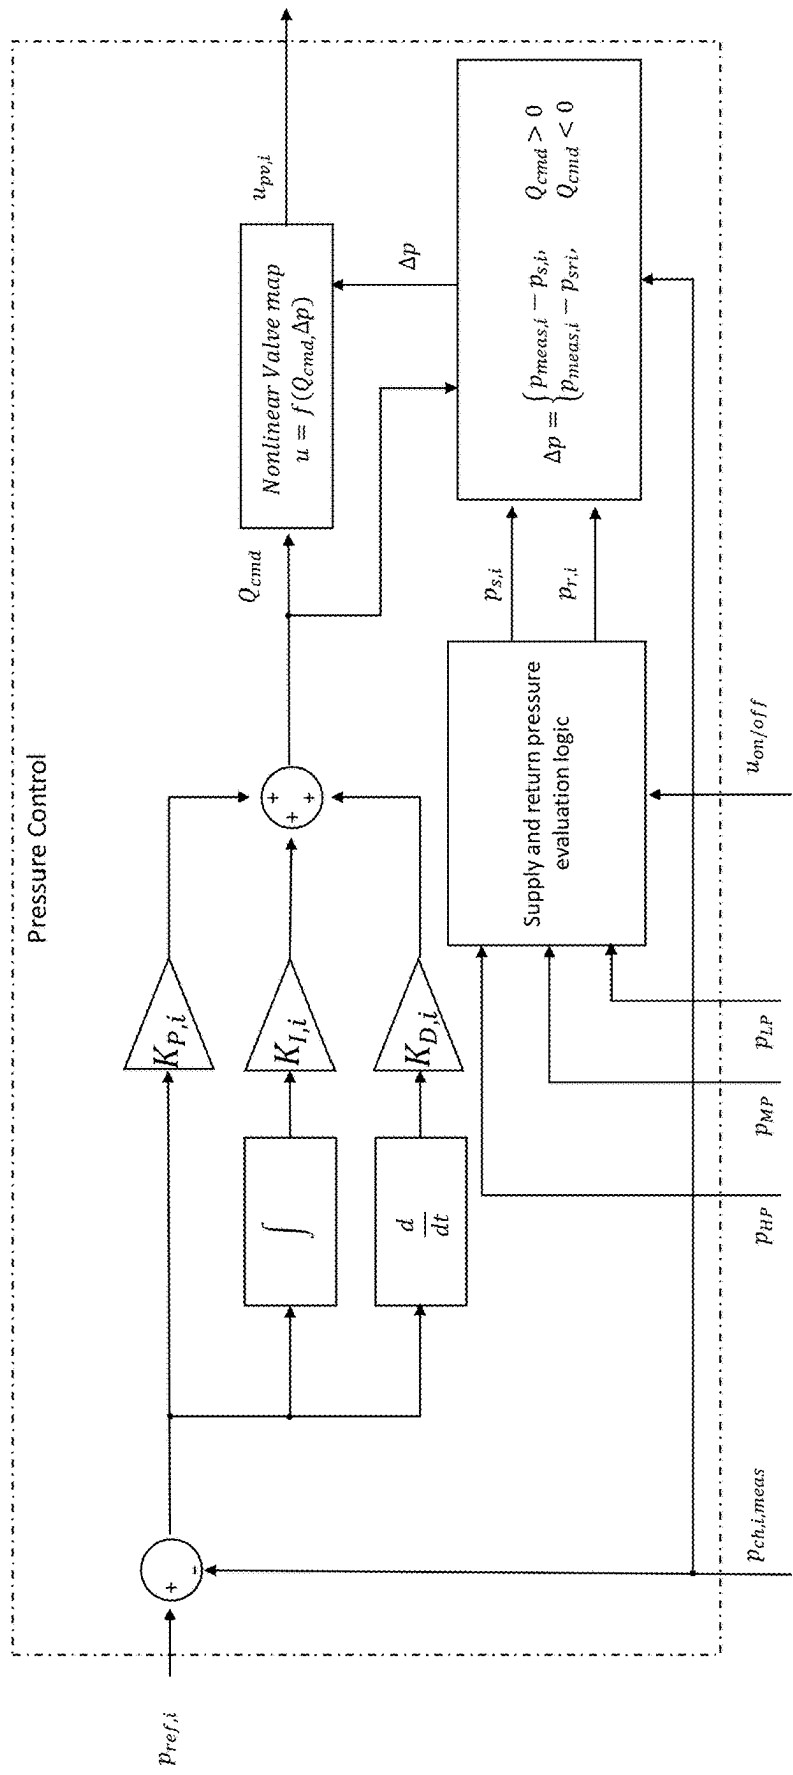 Pressure Control
p_{ref,i}
+
-
∫
\frac{d}{dt}
K_{P,i}
K_{I,i}
K_{D,i}
+
+
+
Q_{cmd}
Nonlinear Valve map
u = f(Q_{cmd},Δp)
u_{pv,i}
Δp
Supply and return pressure
evaluation logic
p_{s,i}
p_{r,i}
Δp = { p_{meas,i} − p_{s,i}, Q_{cmd} > 0
p_{meas,i} − p_{sri}, Q_{cmd} < 0
p_{ch,i,meas}
p_{HP}
p_{MP}
p_{LP}
u_{on/off}